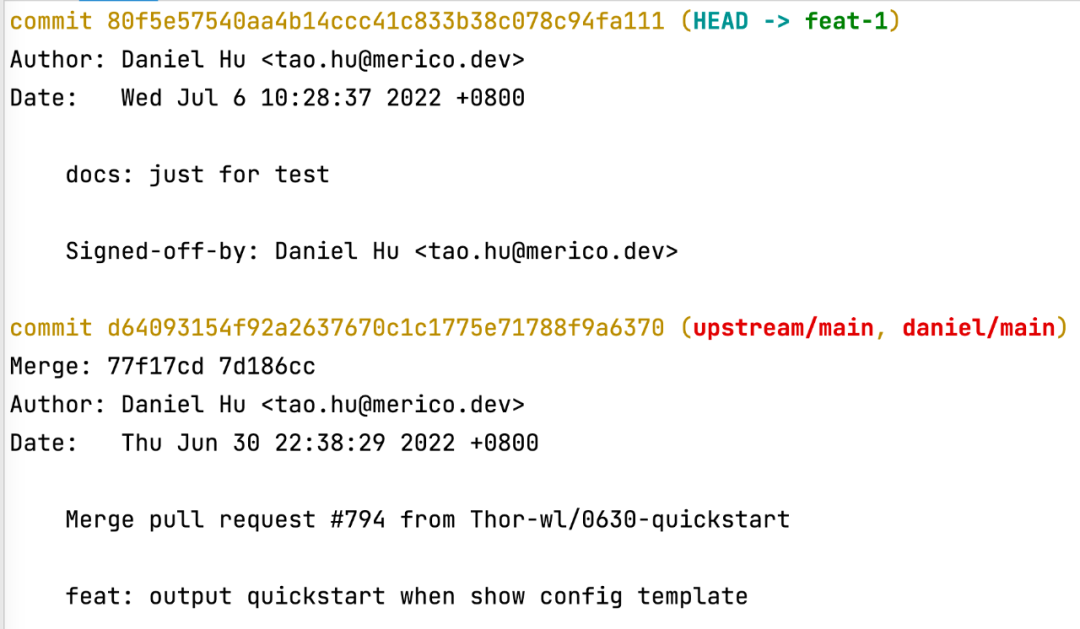 commit 80f5e57540aa4b14ccc41c833b38c078c94fa111 (HEAD -> feat-1)
Author: Daniel Hu <tao.hu@merico.dev>
Date:   Wed Jul 6 10:28:37 2022 +0800
docs: just for test
Signed-off-by: Daniel Hu <tao.hu@merico.dev>
commit d64093154f92a2637670c1c1775e71788f9a6370 (upstream/main, daniel/main)
Merge: 77f17cd 7d186cc
Author: Daniel Hu <tao.hu@merico.dev>
Date:   Thu Jun 30 22:38:29 2022 +0800
Merge pull request #794 from Thor-wl/0630-quickstart
feat: output quickstart when show config template